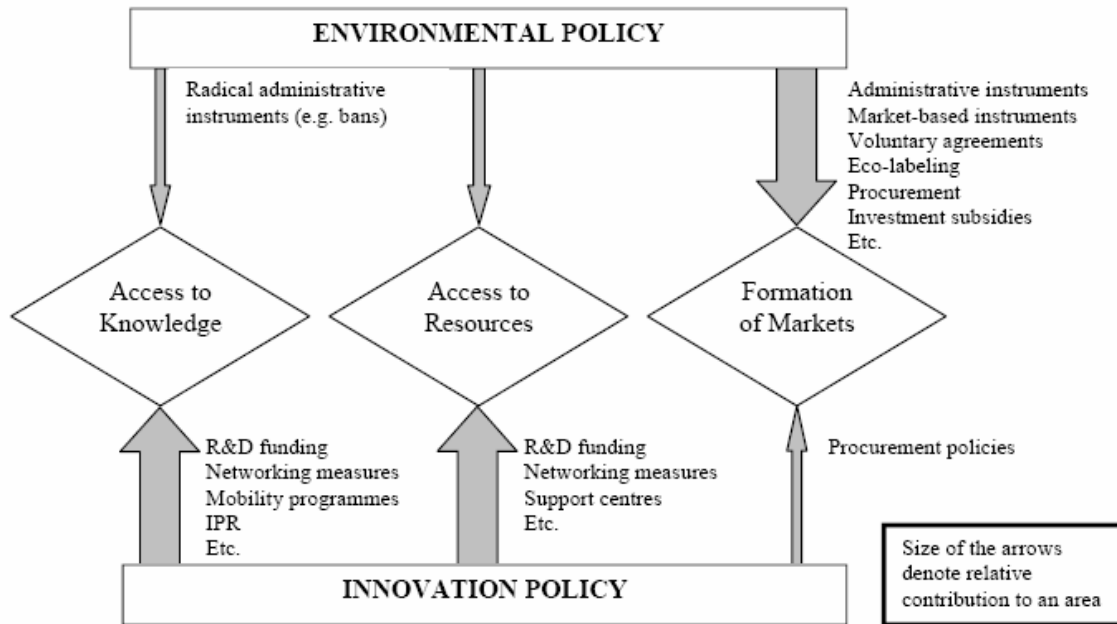 ENVIRONMENTAL POLICY
Radical administrative
instruments (e.g. bans)
Administrative instruments
Market-based instruments
Voluntary agreements
Eco-labeling
Procurement
Investment subsidies
Etc.
Access to
Knowledge
Access to
Resources
Formation
of Markets
R&D funding
Networking measures
Mobility programmes
IPR
Etc.
R&D funding
Networking measures
Support centres
Etc.
Procurement policies
INNOVATION POLICY
Size of the arrows
denote relative
contribution to an area